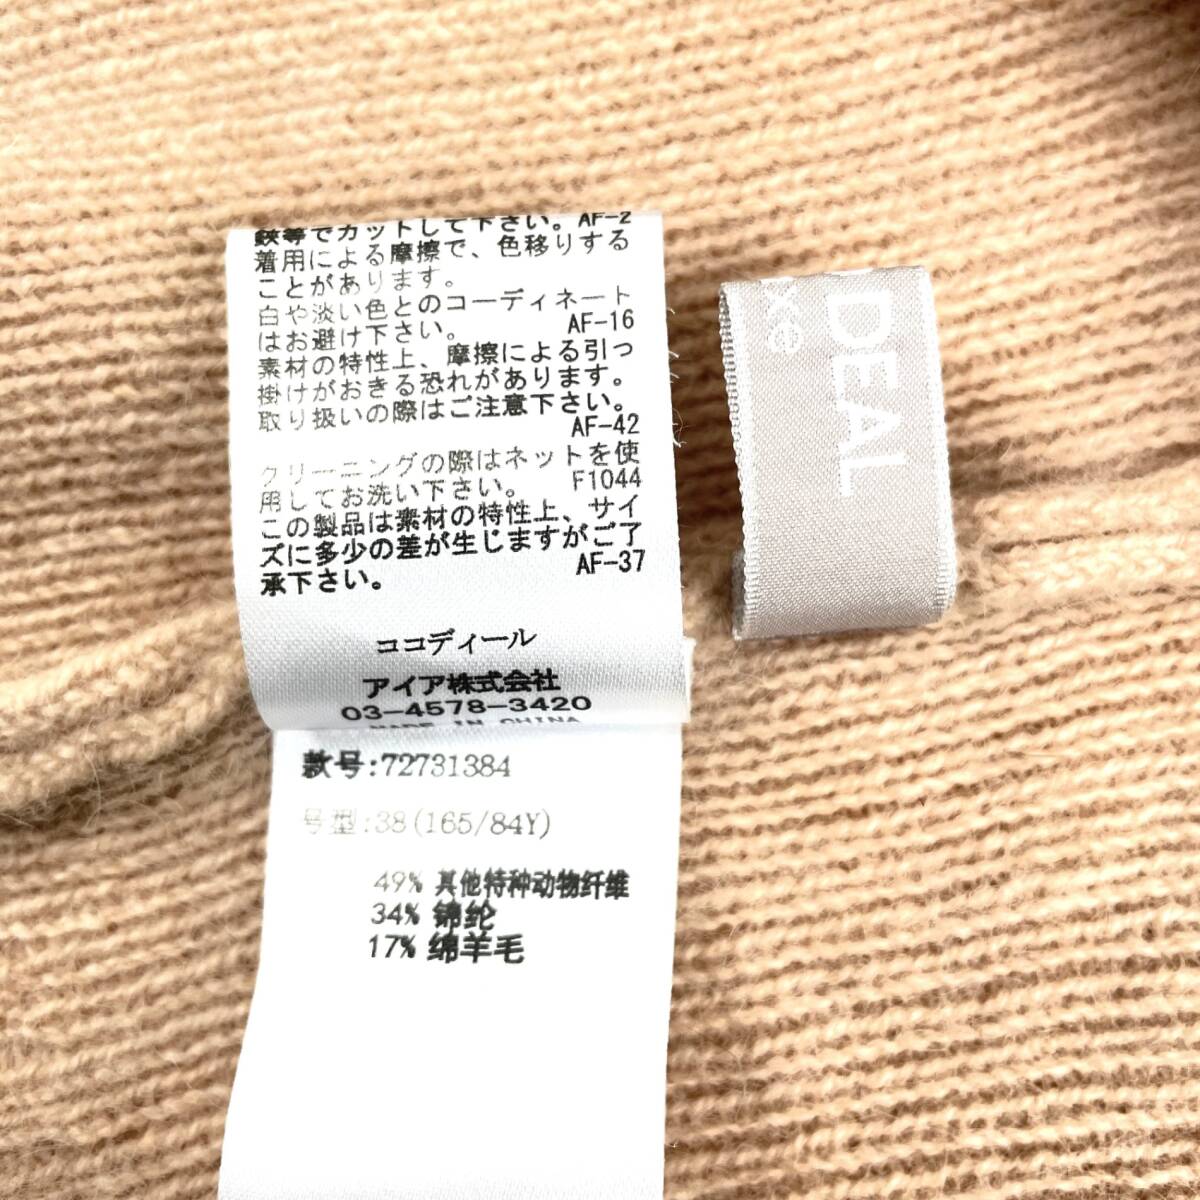 鋏等でカットして下さい。AF-2
着用による摩擦で、色移りする
ことがあります。
白や淡い色とのコーディネート
はお避け下さい。 AF-16
素材の特性上、摩擦による引っ
掛けがおきる恐れがあります。
取り扱いの際はご注意下さい。
AF-42
クリーニングの際はネットを使
用してお洗い下さい。 F1044
この製品は素材の特性上、サイ
ズに多少の差が生じますがご了
承下さい。 AF-37
ココディール
アイア株式会社
03-4578-3420
MADE IN CHINA
款号:72731384
号型:38(165/84Y)
49% 其他特种动物纤维
34% 锦纶
17% 绵羊毛
DEAL